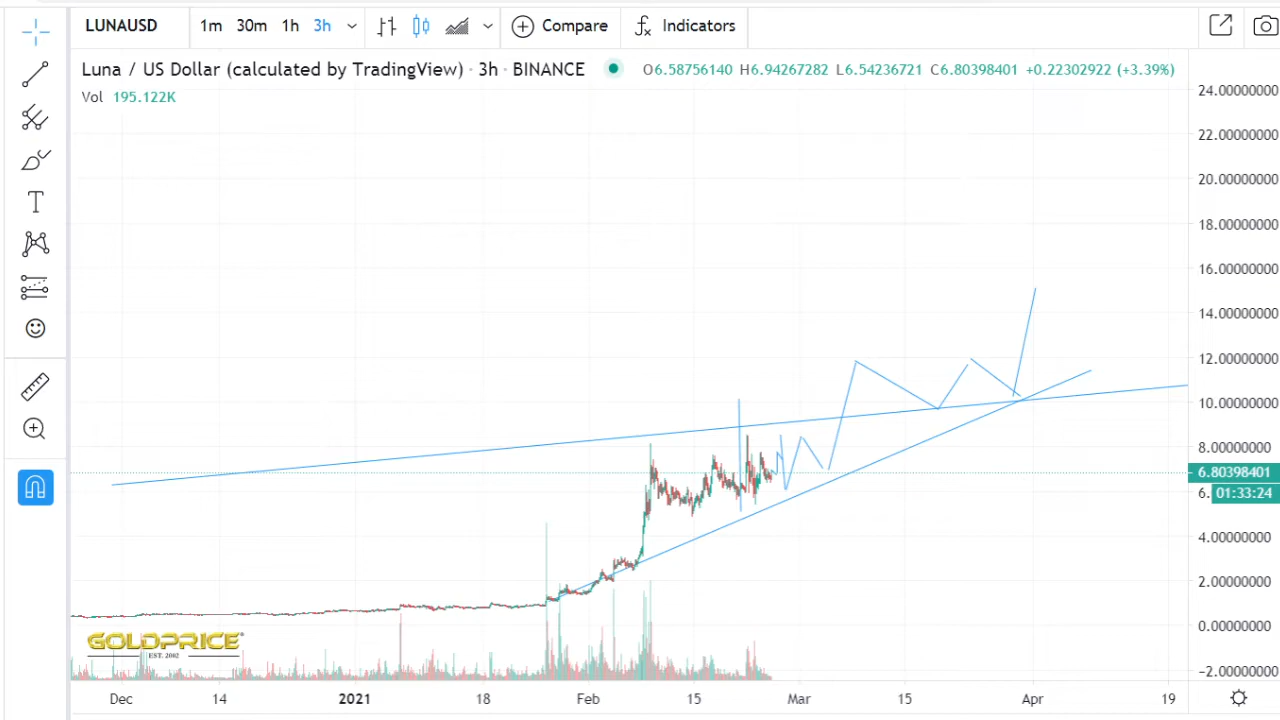 LUNAUSD 1m 30m 1h 3h Compare Indicators
Luna / US Dollar (calculated by TradingView) · 3h · BINANCE O6.58756140 H6.94267282 L6.54236721 C6.80398401 +0.22302922 (+3.39%)
Vol 195.122K
24.00000000
22.00000000
20.00000000
18.00000000
16.00000000
14.00000000
12.00000000
10.00000000
8.00000000
6.80398401
6. 01:33:24
4.00000000
2.00000000
0.00000000
−2.00000000
GOLDPRICE®
EST. 2002
Dec 14 2021 18 Feb 15 Mar 15 Apr 19